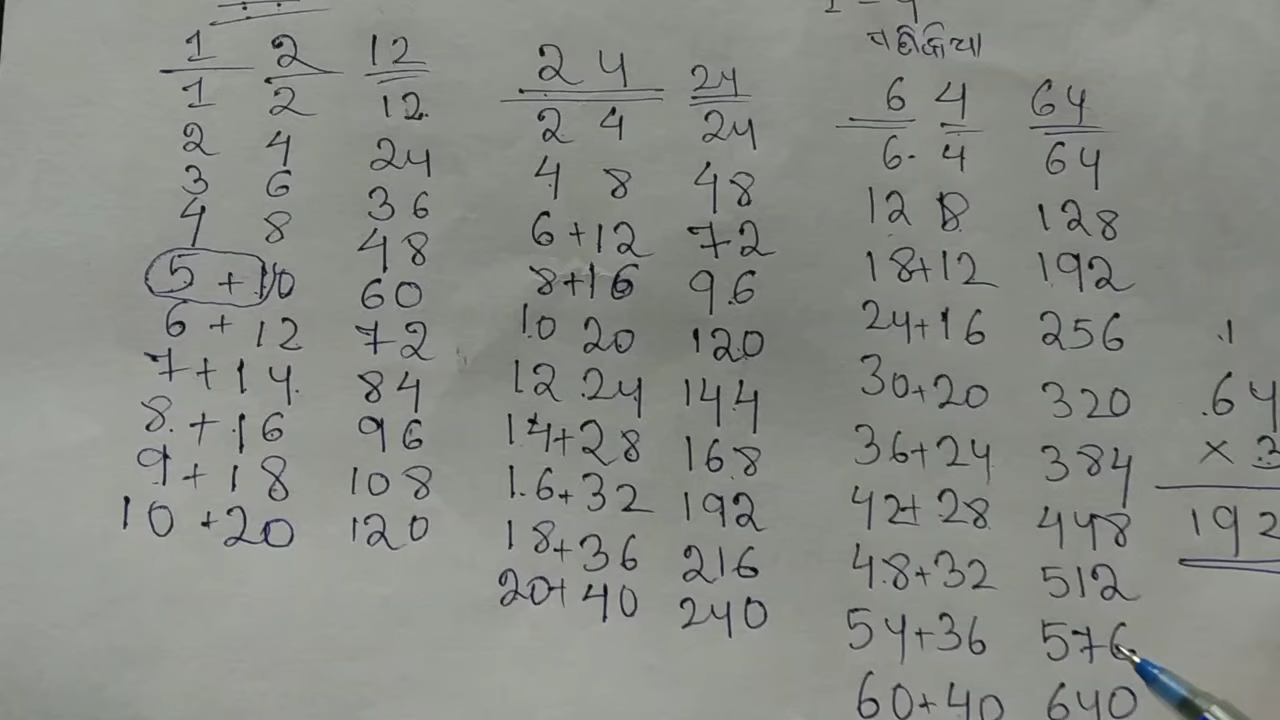 1 2 12
1 2 12
2 4 24
3 6 36
4 8 48
5 + 10 60
6 + 12 72
7 + 14 84
8 + 16 96
9 + 18 108
10 + 20 120
24 24
2 4 24
4 8 48
6 + 12 72
8 + 16 96
10 20 120
12 24 144
14 + 28 168
16 + 32 192
18 + 36 216
20 + 40 240
6 4 64
6 4 64
12 8 128
18 + 12 192
24 + 16 256
30 + 20 320
36 + 24 384
42 + 28 448
48 + 32 512
54 + 36 576
60 + 40 640
1
64
× 3
192